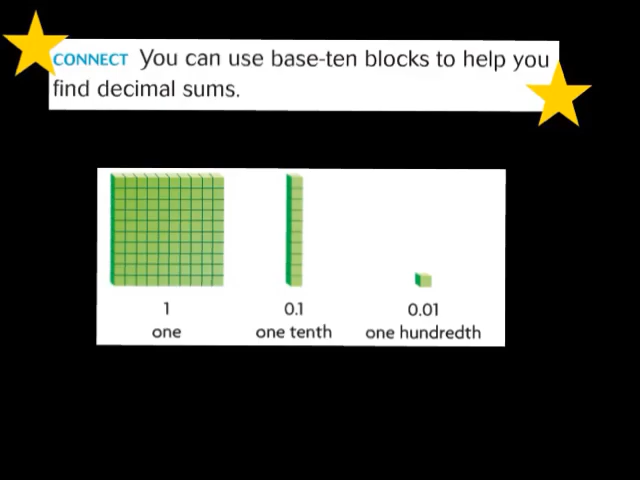 CONNECT You can use base-ten blocks to help you
find decimal sums.
1 0.1 0.01
one one tenth one hundredth